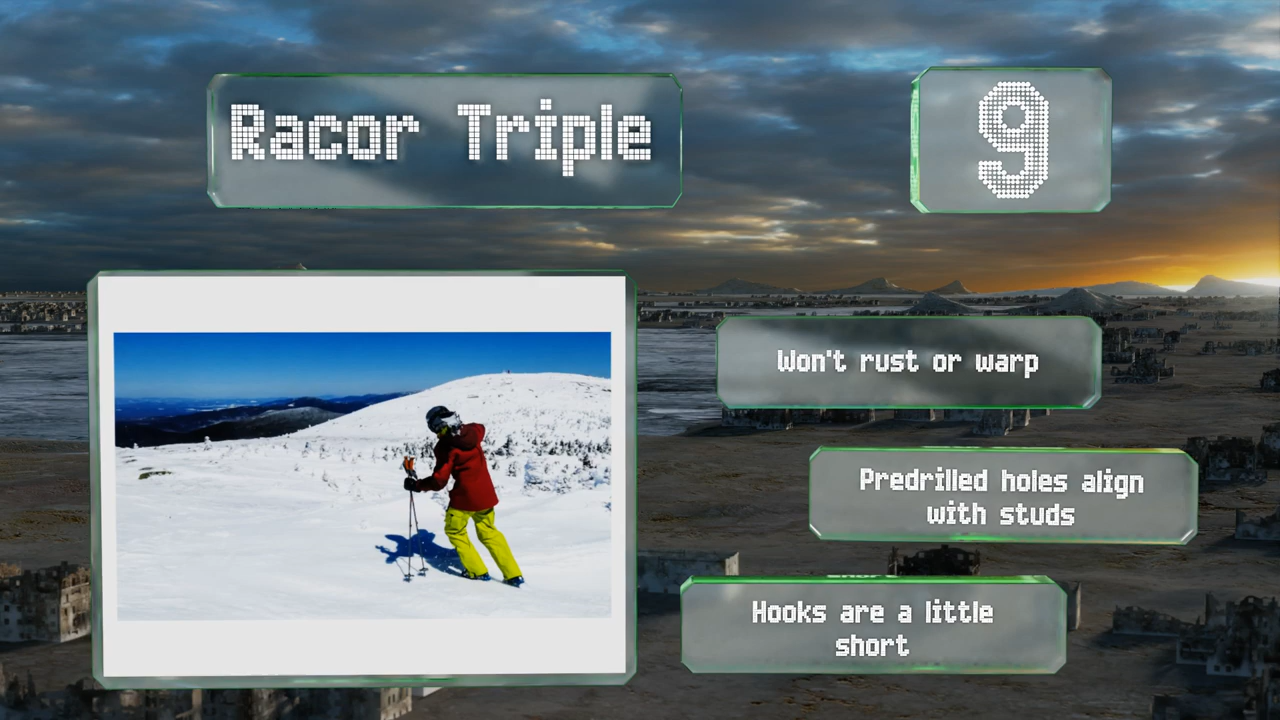 Racor Triple
9
Won't rust or warp
Predrilled holes align
with studs
Hooks are a little
short